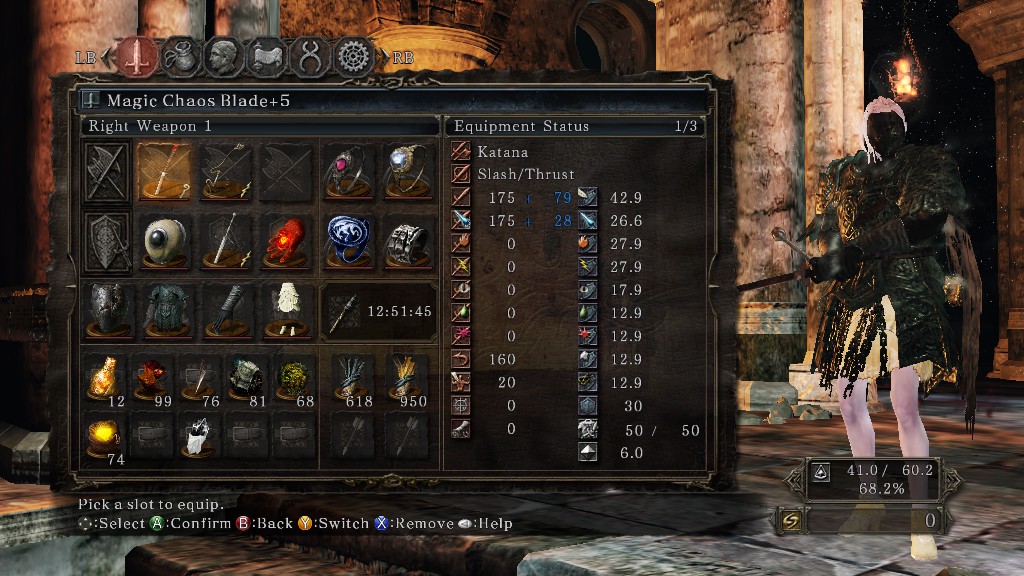 LB RB
Magic Chaos Blade+5
Right Weapon 1
Equipment Status 1/3
Katana
Slash/Thrust
175 + 79 42.9
175 + 28 26.6
0 27.9
0 27.9
0 17.9
0 12.9
0 12.9
160 12.9
20 12.9
0 30
0 50 / 50
6.0
12:51:45
12 99 76 81 68 618 950
74
Pick a slot to equip.
:Select A:Confirm B:Back Y:Switch X:Remove :Help
41.0 / 60.2
68.2%
0